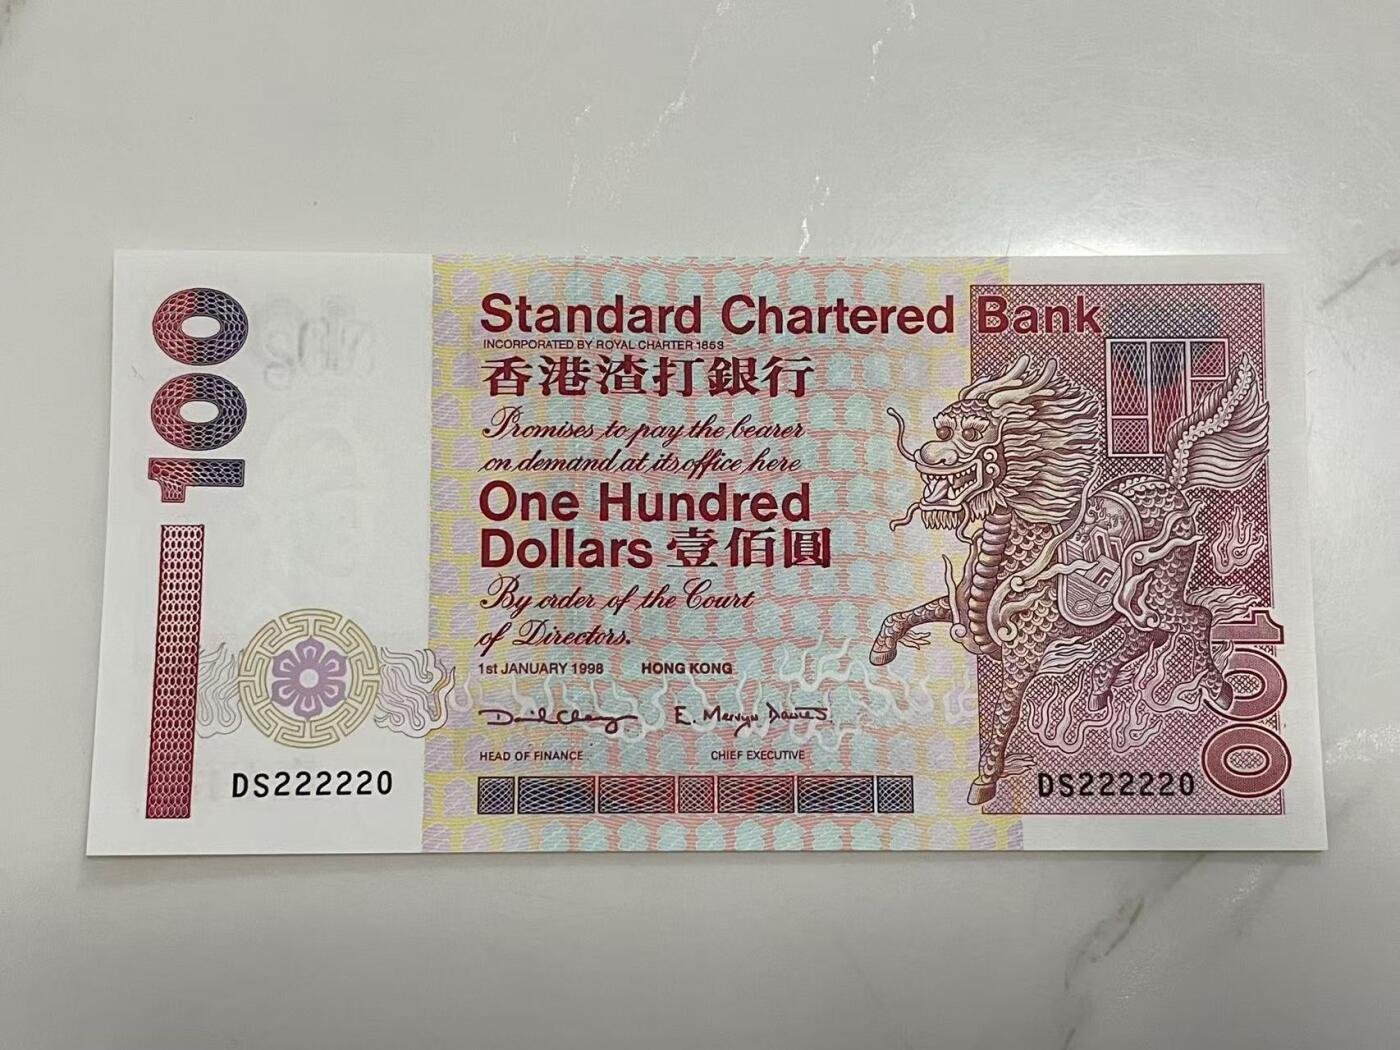 100
Standard Chartered Bank
INCORPORATED BY ROYAL CHARTER 1853
香港渣打銀行
Promises to pay the bearer
on demand at its office here
One Hundred
Dollars 壹佰圓
By order of the Court
of Directors.
1st JANUARY 1998 HONG KONG
HEAD OF FINANCE CHIEF EXECUTIVE
DS222220 DS222220
100